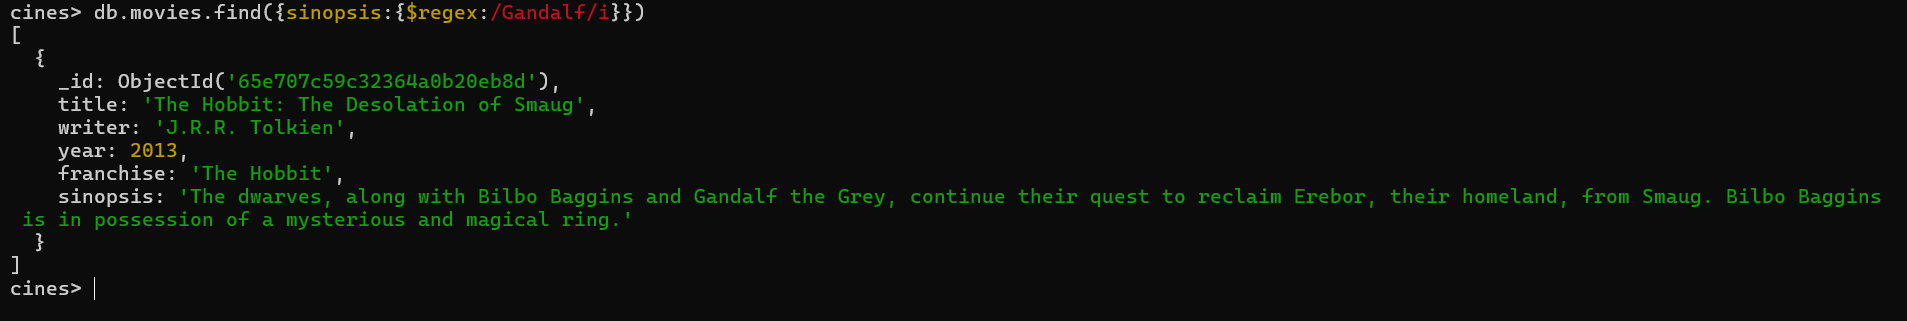 cines> db.movies.find({sinopsis:{$regex:/Gandalf/i}})
[
  {
    _id: ObjectId('65e707c59c32364a0b20eb8d'),
    title: 'The Hobbit: The Desolation of Smaug',
    writer: 'J.R.R. Tolkien',
    year: 2013,
    franchise: 'The Hobbit',
    sinopsis: 'The dwarves, along with Bilbo Baggins and Gandalf the Grey, continue their quest to reclaim Erebor, their homeland, from Smaug. Bilbo Baggins
 is in possession of a mysterious and magical ring.'
  }
]
cines>